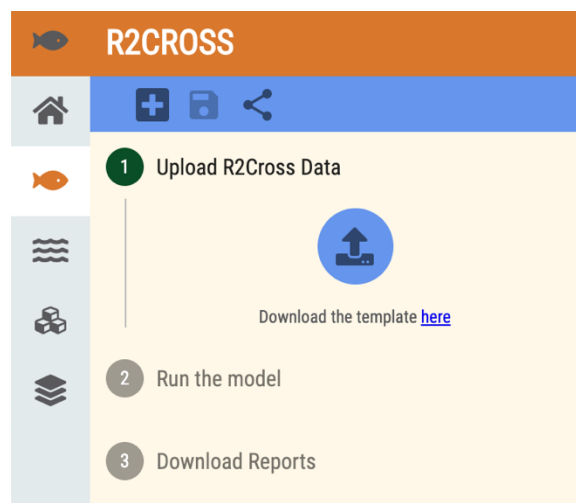 R2CROSS
1 Upload R2Cross Data
Download the template here
2 Run the model
3 Download Reports